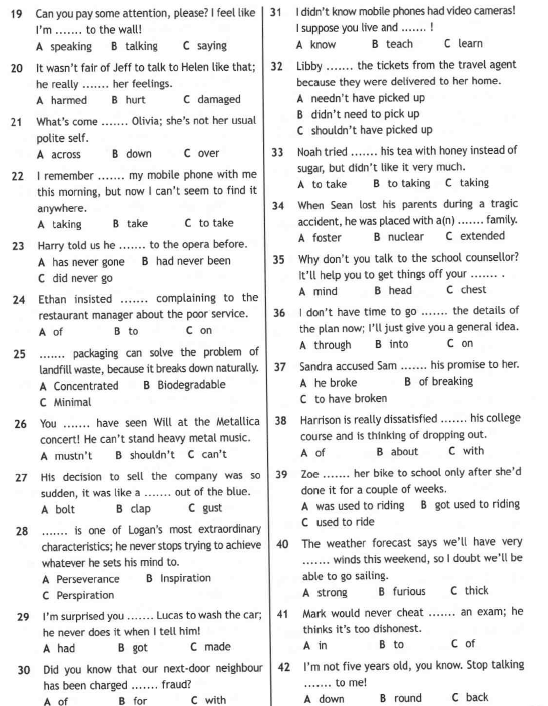 19 Can you pay some attention, please? I feel like
I'm ....... to the wall!
A speaking B talking C saying
20 It wasn't fair of Jeff to talk to Helen like that;
he really ....... her feelings.
A harmed B hurt C damaged
21 What's come ....... Olivia; she's not her usual
polite self.
A across B down C over
22 I remember ....... my mobile phone with me
this morning, but now I can't seem to find it
anywhere.
A taking B take C to take
23 Harry told us he ....... to the opera before.
A has never gone B had never been
C did never go
24 Ethan insisted ....... complaining to the
restaurant manager about the poor service.
A of B to C on
25 ....... packaging can solve the problem of
landfill waste, because it breaks down naturally.
A Concentrated B Biodegradable
C Minimal
26 You ....... have seen Will at the Metallica
concert! He can't stand heavy metal music.
A mustn't B shouldn't C can't
27 His decision to sell the company was so
sudden, it was like a ....... out of the blue.
A bolt B clap C gust
28 ....... is one of Logan's most extraordinary
characteristics; he never stops trying to achieve
whatever he sets his mind to.
A Perseverance B Inspiration
C Perspiration
29 I'm surprised you ....... Lucas to wash the car;
he never does it when I tell him!
A had B got C made
30 Did you know that our next-door neighbour
has been charged ....... fraud?
A of B for C with
31 I didn't know mobile phones had video cameras!
I suppose you live and ....... !
A know B teach C learn
32 Libby ....... the tickets from the travel agent
because they were delivered to her home.
A needn't have picked up
B didn't need to pick up
C shouldn't have picked up
33 Noah tried ....... his tea with honey instead of
sugar, but didn't like it very much.
A to take B to taking C taking
34 When Sean lost his parents during a tragic
accident, he was placed with a(n) ....... family.
A foster B nuclear C extended
35 Why don't you talk to the school counsellor?
It'll help you to get things off your ....... .
A mind B head C chest
36 I don't have time to go ....... the details of
the plan now; I'll just give you a general idea.
A through B into C on
37 Sandra accused Sam ....... his promise to her.
A he broke B of breaking
C to have broken
38 Harrison is really dissatisfied ....... his college
course and is thinking of dropping out.
A of B about C with
39 Zoe ....... her bike to school only after she'd
done it for a couple of weeks.
A was used to riding B got used to riding
C used to ride
40 The weather forecast says we'll have very
....... winds this weekend, so I doubt we'll be
able to go sailing.
A strong B furious C thick
41 Mark would never cheat ....... an exam; he
thinks it's too dishonest.
A in B to C of
42 I'm not five years old, you know. Stop talking
....... to me!
A down B round C back